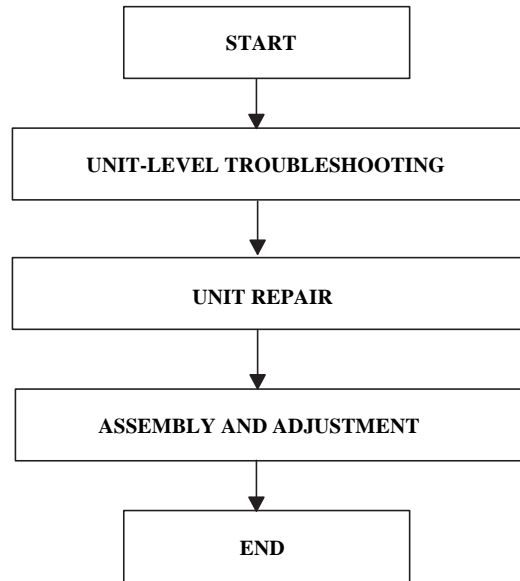 START
UNIT-LEVEL TROUBLESHOOTING
UNIT REPAIR
ASSEMBLY AND ADJUSTMENT
END